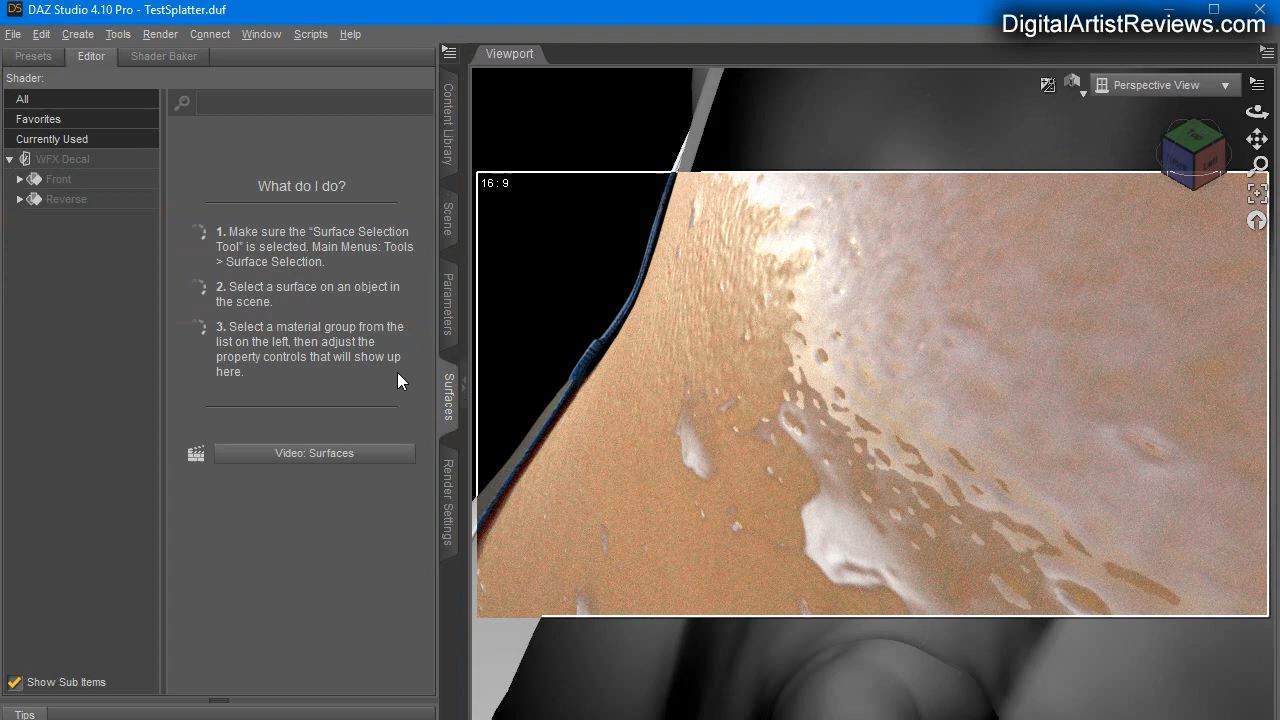 DS DAZ Studio 4.10 Pro - TestSplatter.duf
DigitalArtistReviews.com
File Edit Create Tools Render Connect Window Scripts Help
Presets Editor Shader Baker
Viewport
Shader:
All
Favorites
Currently Used
WFX Decal
Front
Reverse
What do I do?
1. Make sure the “Surface Selection
Tool” is selected. Main Menus; Tools
> Surface Selection.
2. Select a surface on an object in
the scene.
3. Select a material group from the
list on the left, then adjust the
property controls that will show up
here.
Video: Surfaces
Show Sub Items
Tips
Content Library
Scene
Parameters
Surfaces
Render Settings
Perspective View
16 : 9
Top
Left